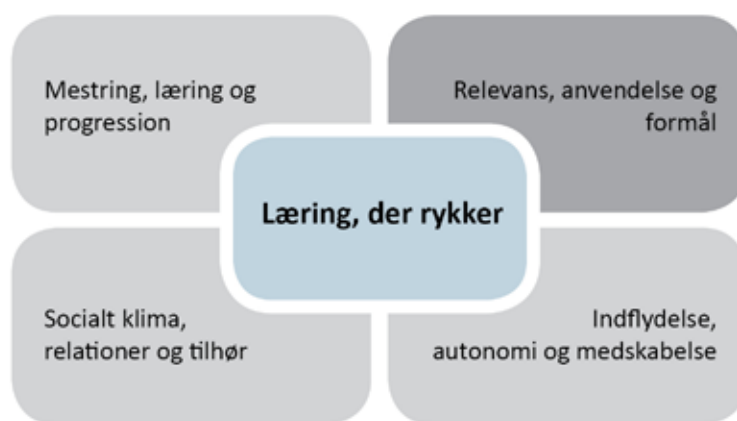 Mestring, læring og
progression
Relevans, anvendelse og
formål
Læring, der rykker
Socialt klima,
relationer og tilhør
Indflydelse,
autonomi og medskabelse